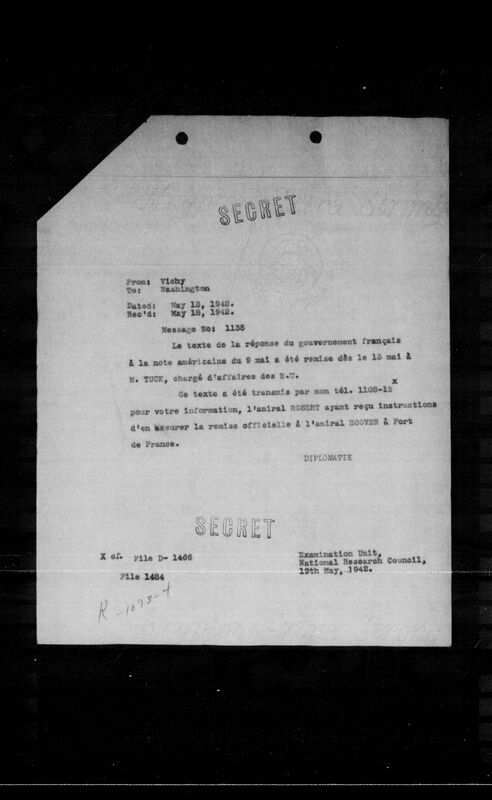 SECRET
From: Vichy
To: Washington
Dated: May 18, 1942.
Rec'd: May 18, 1942.
Message No: 1135
Le texte de la réponse du gouvernement français
à la note américaine du 9 mai a été remise dès le 13 mai à
M. TUCK, chargé d'affaires des E.U.
Ce texte a été transmis par mon tél. 1108-15 x
pour votre information, l'amiral ROBERT ayant reçu instructions
d'en assurer la remise officielle à l'amiral HOOVER à Fort
de France.
DIPLOMATIE
SECRET
X cf. File D- 1466
File 1484
Examination Unit,
National Research Council,
19th May, 1942.
R -1073-4